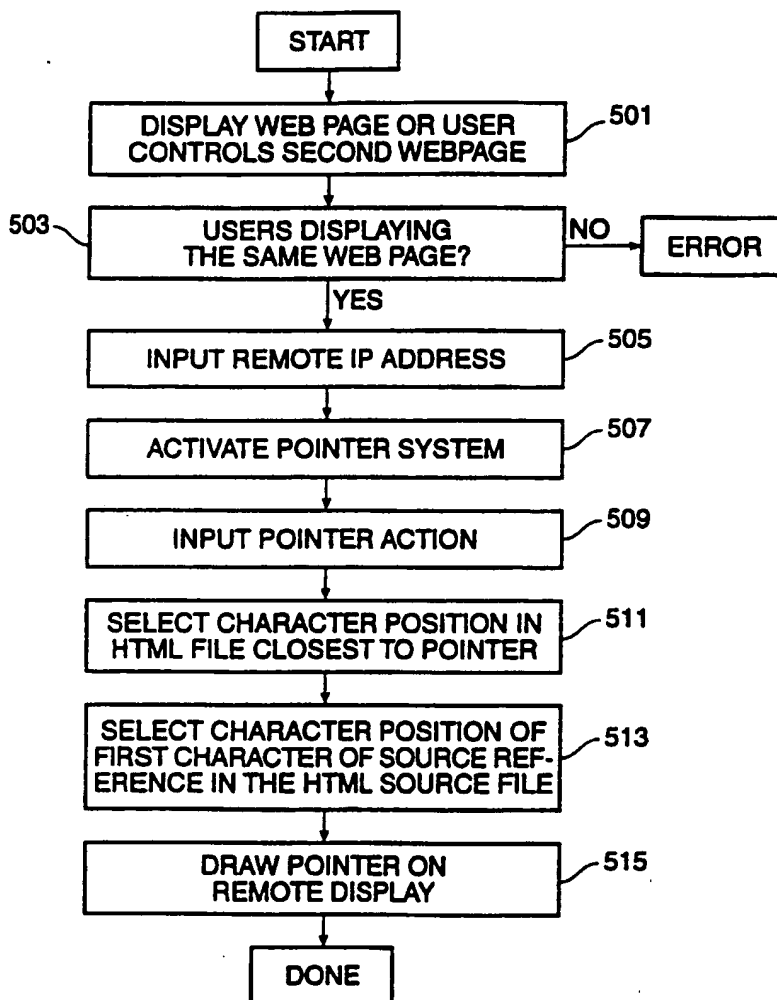 START
DISPLAY WEB PAGE OR USER
CONTROLS SECOND WEBPAGE
501
503
USERS DISPLAYING
THE SAME WEB PAGE?
NO
ERROR
YES
INPUT REMOTE IP ADDRESS
505
ACTIVATE POINTER SYSTEM
507
INPUT POINTER ACTION
509
SELECT CHARACTER POSITION IN
HTML FILE CLOSEST TO POINTER
511
SELECT CHARACTER POSITION OF
FIRST CHARACTER OF SOURCE REF-
ERENCE IN THE HTML SOURCE FILE
513
DRAW POINTER ON
REMOTE DISPLAY
515
DONE